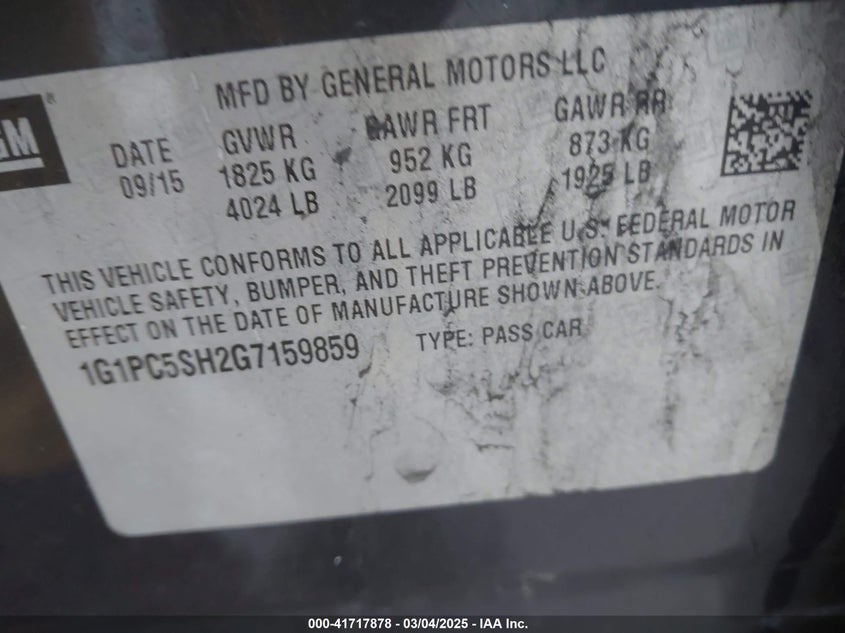 MFD BY GENERAL MOTORS LLC
GM ®
DATE GVWR GAWR FRT GAWR RR
09/15 1825 KG 952 KG 873 KG
4024 LB 2099 LB 1925 LB
THIS VEHICLE CONFORMS TO ALL APPLICABLE U.S. FEDERAL MOTOR
VEHICLE SAFETY, BUMPER, AND THEFT PREVENTION STANDARDS IN
EFFECT ON THE DATE OF MANUFACTURE SHOWN ABOVE.
1G1PC5SH2G7159859 TYPE: PASS CAR
000-41717878 - 03/04/2025 - IAA Inc.